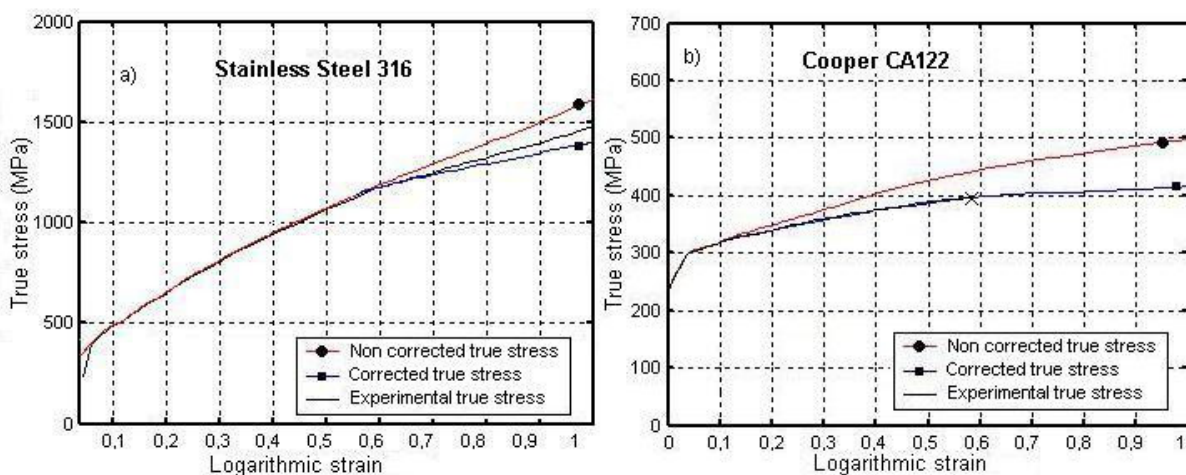 a)
Stainless Steel 316
True stress (MPa)
2000
1500
1000
500
0
Non corrected true stress
Corrected true stress
Experimental true stress
0,1 0,2 0,3 0,4 0,5 0,6 0,7 0,8 0,9 1
Logarithmic strain
b)
Cooper CA122
True stress (MPa)
700
600
500
400
300
200
100
0
Non corrected true stress
Corrected true stress
Experimental true stress
0 0,1 0,2 0,3 0,4 0,5 0,6 0,7 0,8 0,9 1
Logarithmic strain